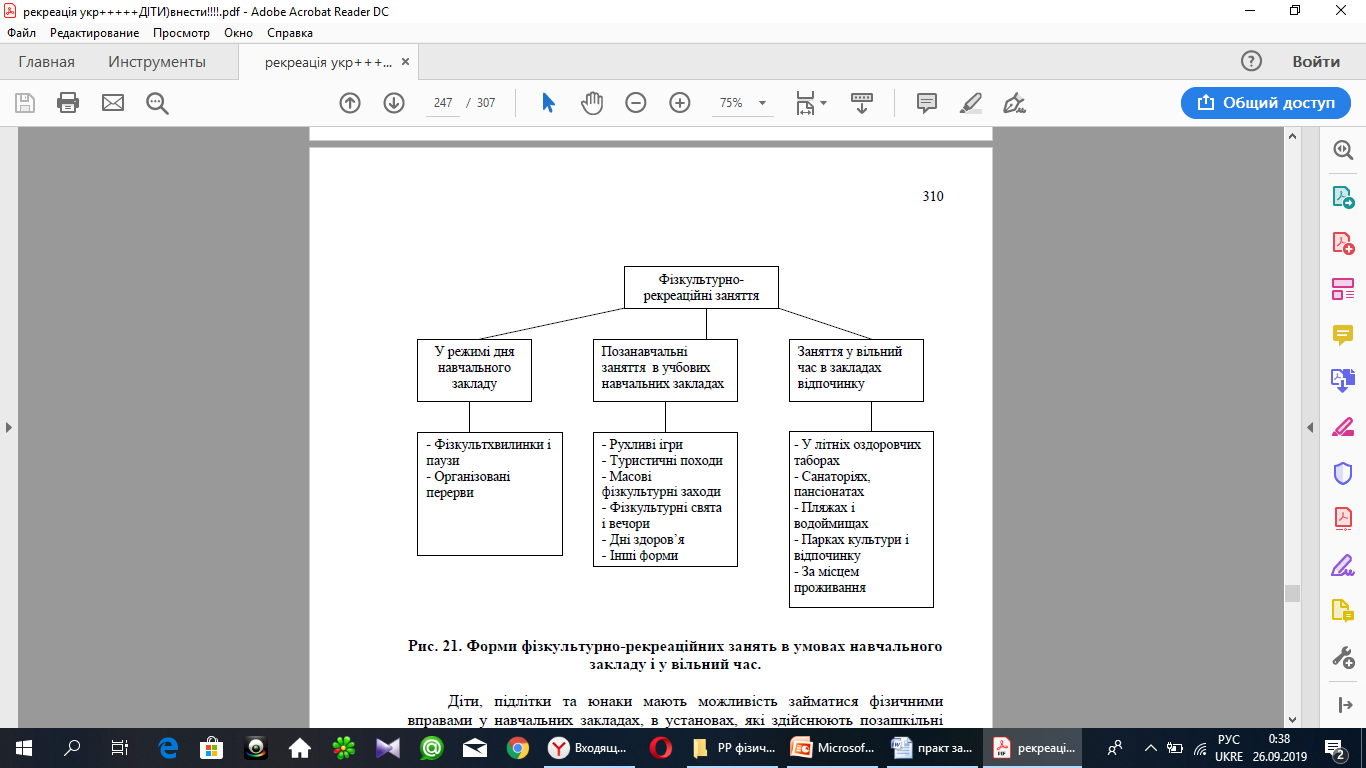 рекреація укр+++++ДІТИ)внести!!!!.pdf - Adobe Acrobat Reader DC
Файл Редактирование Просмотр Окно Справка
Главная Инструменты рекреація укр+++... × Войти
247 / 307 75% Общий доступ
310
Фізкультурно-
рекреаційні заняття
У режимі дня
навчального
закладу
Позанавчальні
заняття в учбових
навчальних закладах
Заняття у вільний
час в закладах
відпочинку
- Фізкультхвилинки і
паузи
- Організовані
перерви
- Рухливі ігри
- Туристичні походи
- Масові
фізкультурні заходи
- Фізкультурні свята
і вечори
- Дні здоров’я
- Інші форми
- У літніх оздоровчих
таборах
- Санаторіях,
пансіонатах
- Пляжах і
водоймищах
- Парках культури і
відпочинку
- За місцем
проживання
Рис. 21. Форми фізкультурно-рекреаційних занять в умовах навчального
закладу і у вільний час.
Діти, підлітки та юнаки мають можливість займатися фізичними
вправами у навчальних закладах, в установах, які здійснюють позашкільні
Входящ... РР фізич... Microsof... практ за... рекреаці... РУС 0:38
UKRE 26.09.2019 2